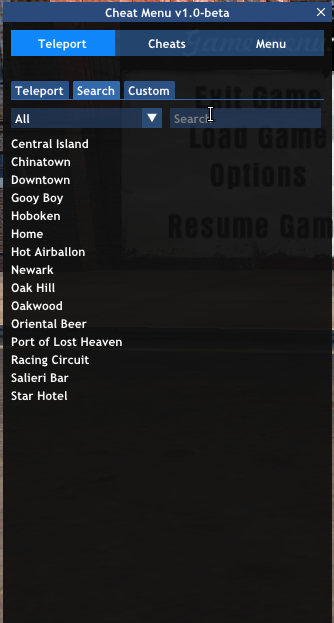 Cheat Menu v1.0-beta
Teleport Cheats Menu
Teleport Search Custom
All Search
Exit Game
Load Game
Options
Resume Gam
Central Island
Chinatown
Downtown
Gooy Boy
Hoboken
Home
Hot Airballon
Newark
Oak Hill
Oakwood
Oriental Beer
Port of Lost Heaven
Racing Circuit
Salieri Bar
Star Hotel